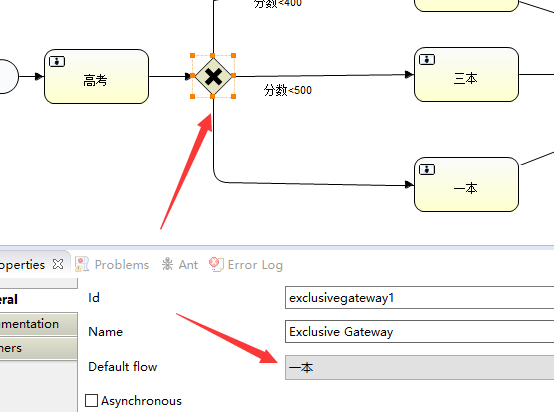 分数<400
高考
三本
分数<500
一本
operties
Problems
Ant
Error Log
eral
Id
exclusivegateway1
umentation
Name
Exclusive Gateway
ners
Default flow
一本
Asynchronous